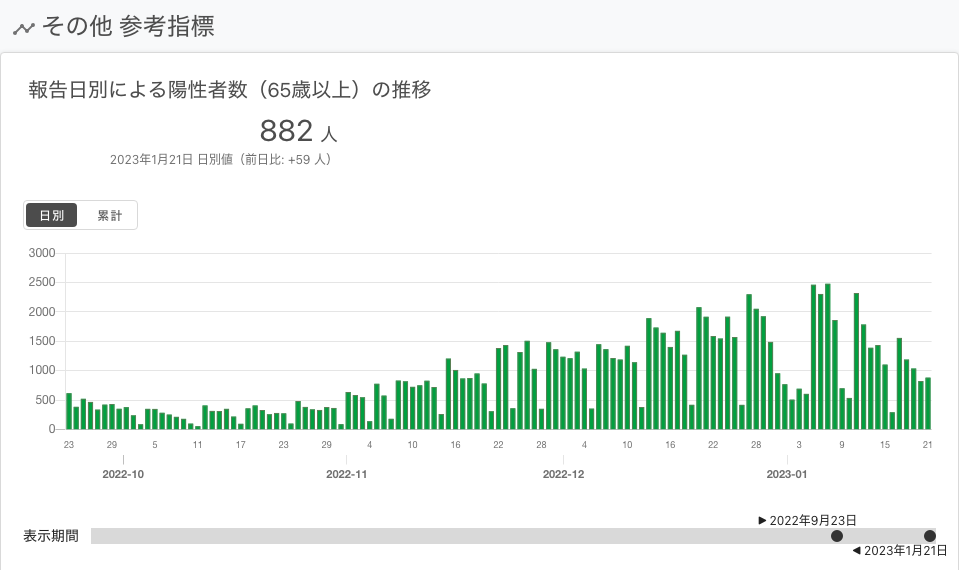 その他 参考指標
報告日別による陽性者数（65歳以上）の推移
882 人
2023年1月21日 日別値（前日比: +59 人）
日別 累計
3000
2500
2000
1500
1000
500
0
23 29 5 11 17 23 29 4 10 16 22 28 4 10 16 22 28 3 9 15 21
2022-10 2022-11 2022-12 2023-01
2022年9月23日
表示期間
2023年1月21日